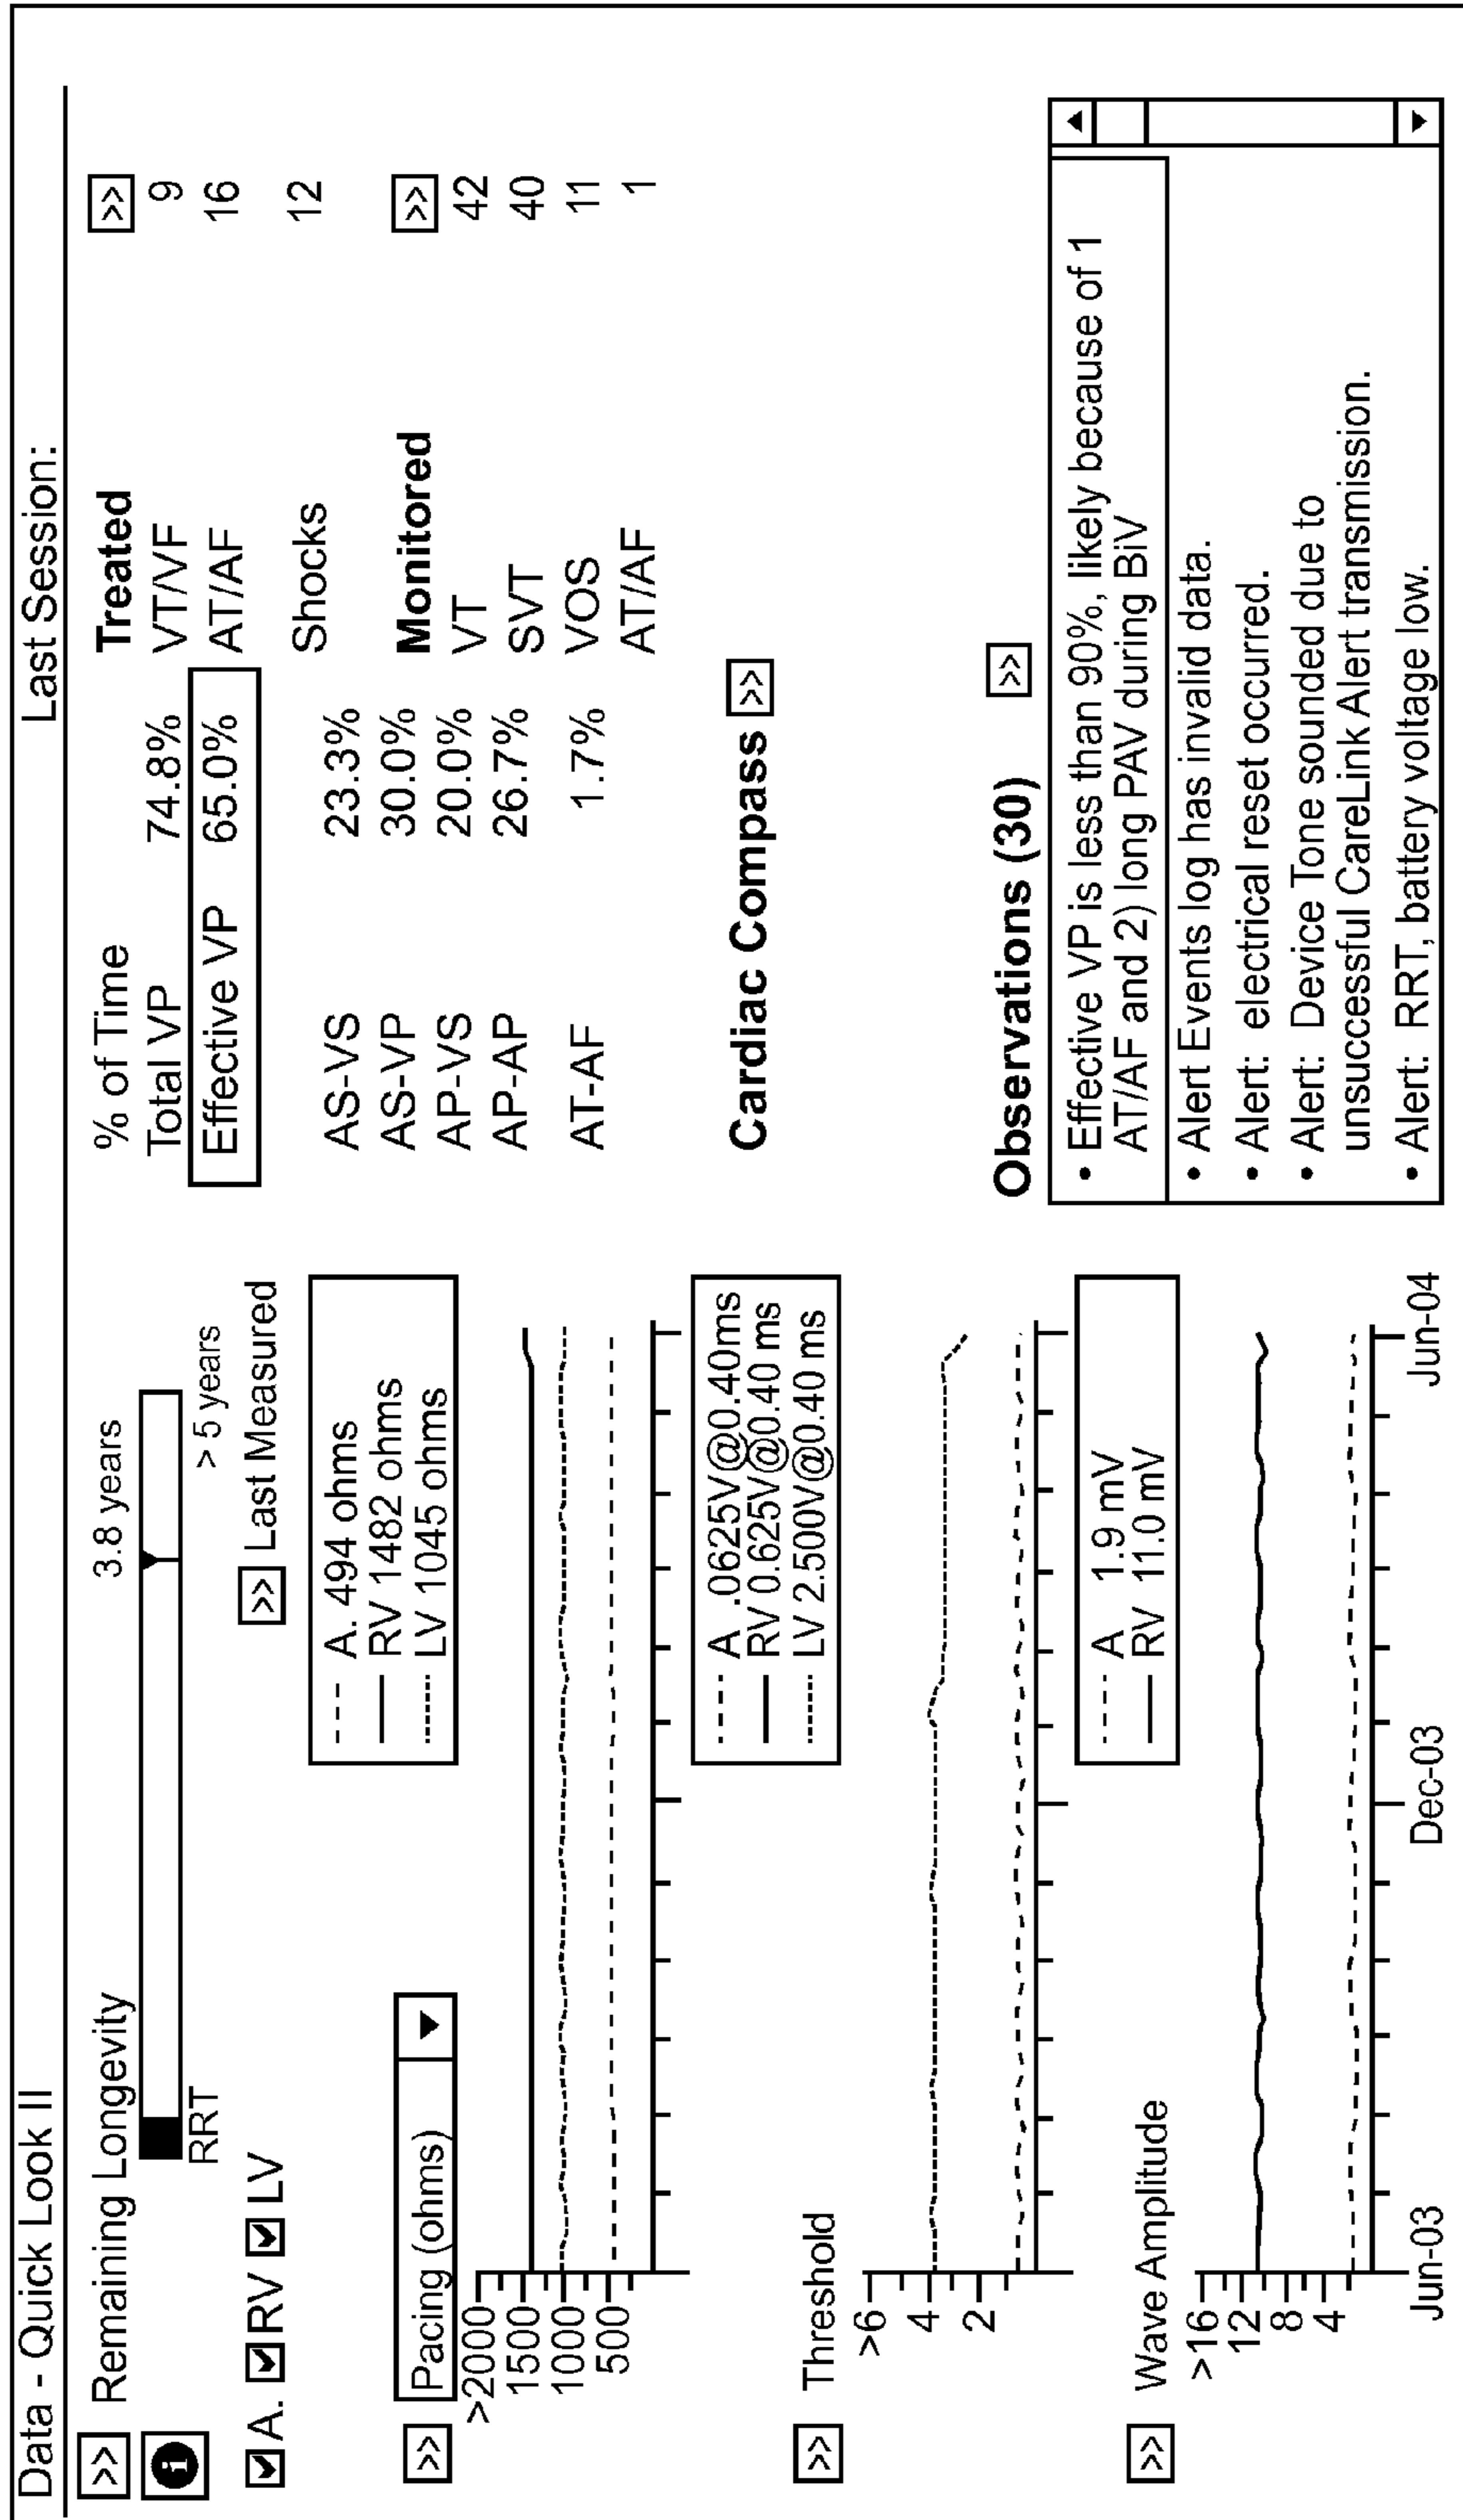 Data - Quick Look II
Last Session:
>> Remaining Longevity
3.8 years
i
RRT
> 5 years
A. RV LV
>> Last Measured
>> Pacing (ohms)
A. 494 ohms
RV 1482 ohms
LV 1045 ohms
>2000
1500
1000
500
>> Threshold
A .0625V@0.40ms
RV 0.625V@0.40 ms
LV 2.500V@0.40 ms
>6
4
2
>> Wave Amplitude
A 1.9 mV
RV 11.0 mV
>16
12
8
4
Jun-03 Dec-03 Jun-04
% of Time
Total VP 74.8%
Effective VP 65.0%
AS-VS 23.3%
AS-VP 30.0%
AP-VS 20.0%
AP-AP 26.7%
AT-AF 1.7%
Treated >>
VT/VF 9
AT/AF 16
Shocks 12
Monitored >>
VT 42
SVT 40
VOS 11
AT/AF 1
Cardiac Compass >>
Observations (30) >>
• Effective VP is less than 90%, likely because of 1
AT/AF and 2) long PAV during BiV
• Alert Events log has invalid data.
• Alert: electrical reset occurred.
• Alert: Device Tone sounded due to
unsuccessful CareLink Alert transmission.
• Alert: RRT, battery voltage low.